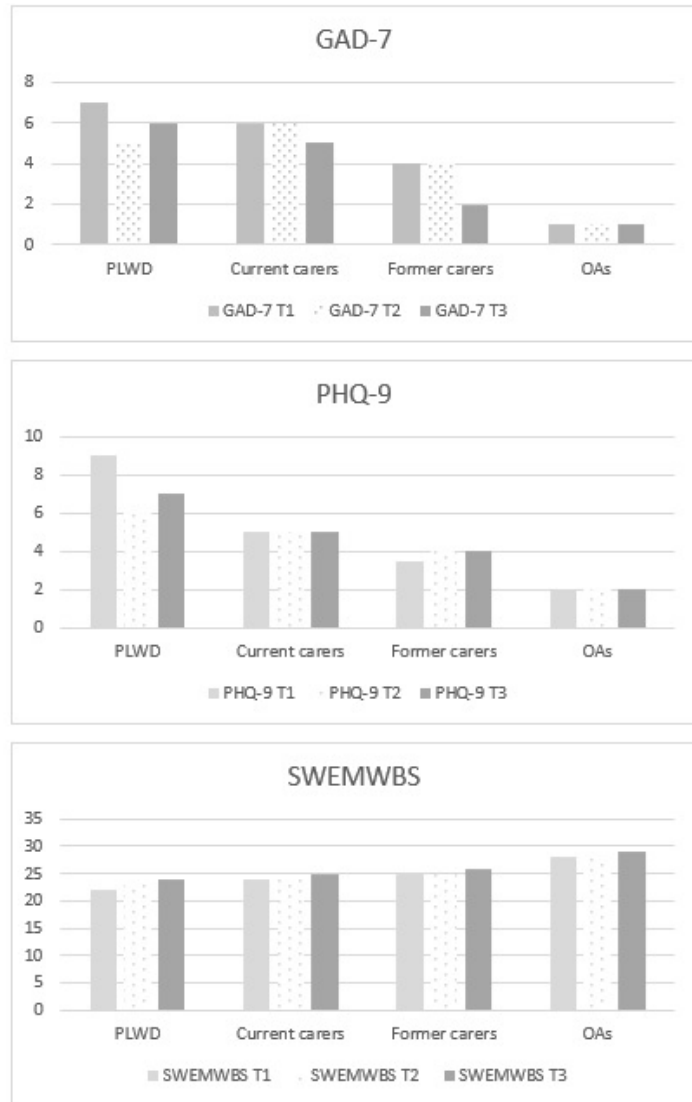 GAD-7
8
6
4
2
0
PLWD Current carers Former carers OAs
GAD-7 T1 GAD-7 T2 GAD-7 T3
PHQ-9
10
8
6
4
2
0
PLWD Current carers Former carers OAs
PHQ-9 T1 PHQ-9 T2 PHQ-9 T3
SWEMWBS
35
30
25
20
15
10
5
0
PLWD Current carers Former carers OAs
SWEMWBS T1 SWEMWBS T2 SWEMWBS T3